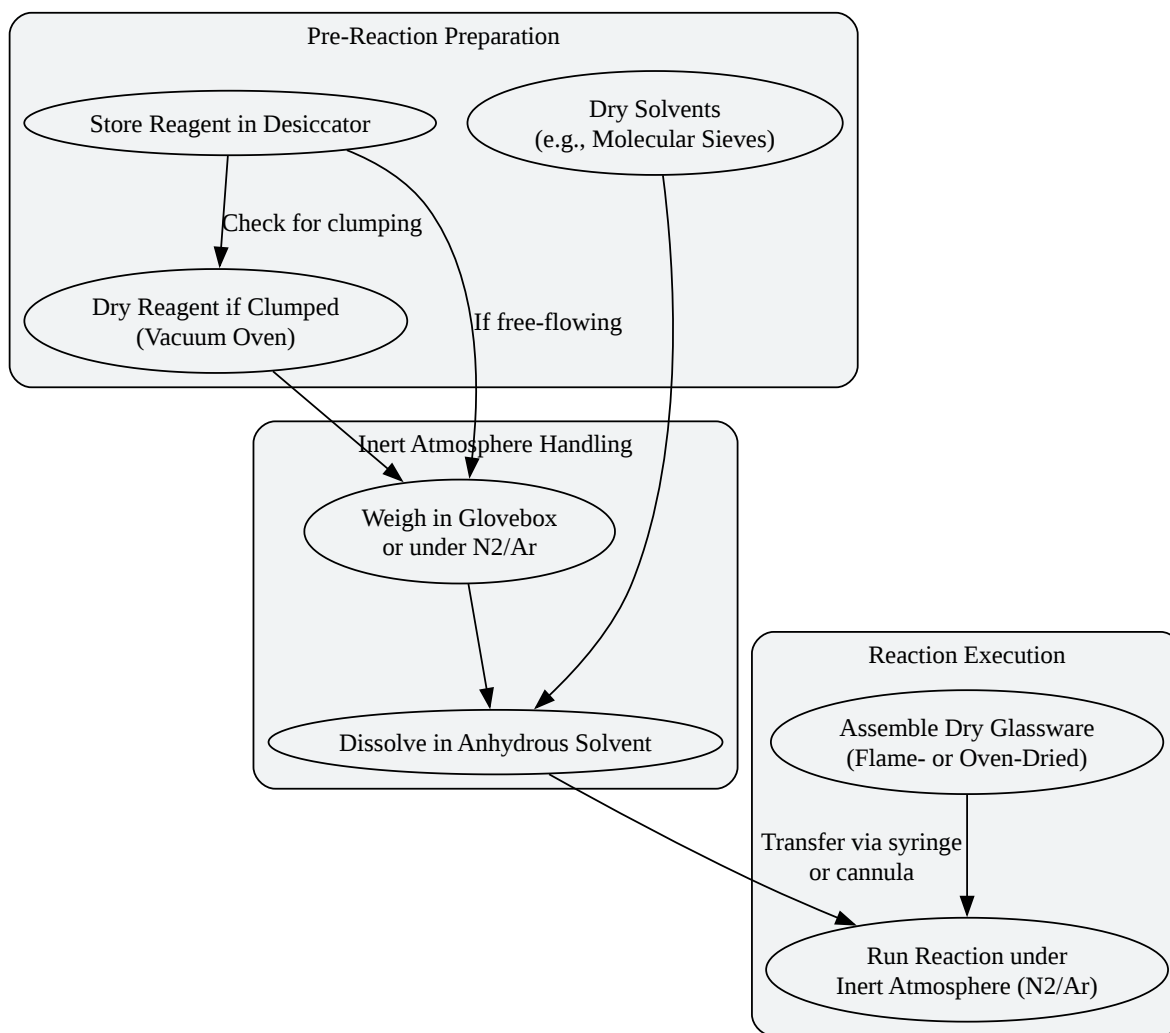 Pre-Reaction Preparation
Store Reagent in Desiccator
Dry Solvents
(e.g., Molecular Sieves)
Check for clumping
Dry Reagent if Clumped
(Vacuum Oven)
If free-flowing
Inert Atmosphere Handling
Weigh in Glovebox
or under N2/Ar
Dissolve in Anhydrous Solvent
Reaction Execution
Assemble Dry Glassware
(Flame- or Oven-Dried)
Transfer via syringe
or cannula
Run Reaction under
Inert Atmosphere (N2/Ar)